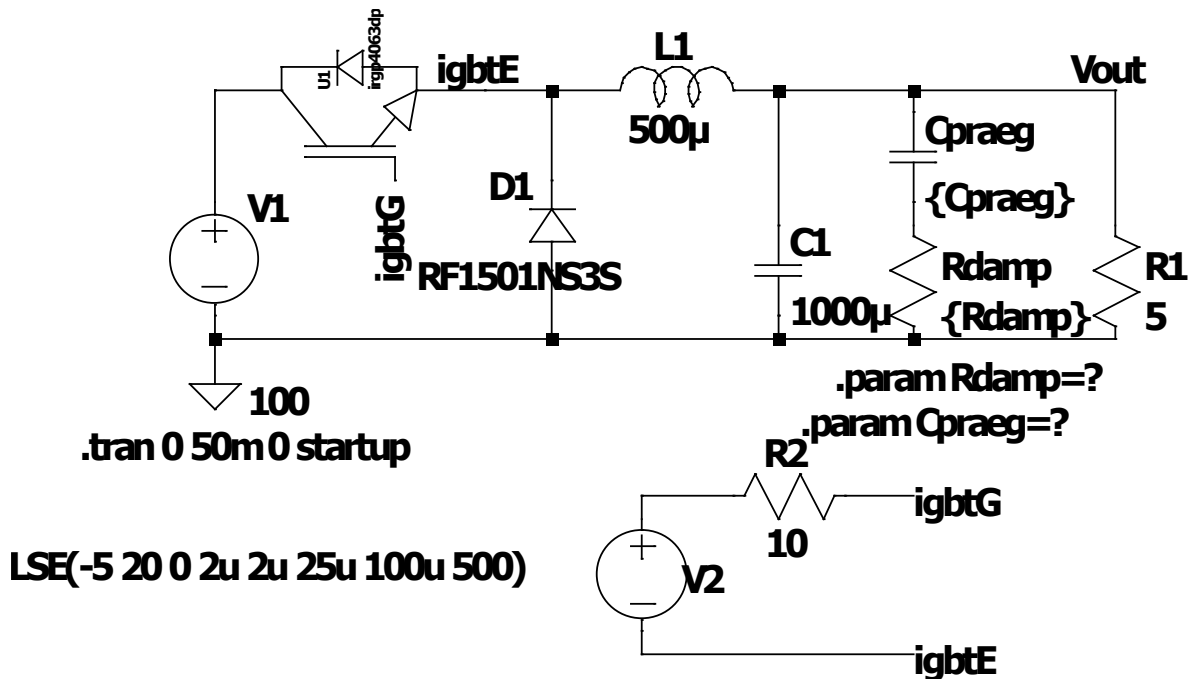 U1
irgp4063dp
igbtE
L1
500µ
Vout
igbtG
V1
D1
RF1501NS3S
C1
1000µ
Cpraeg
{Cpraeg}
Rdamp
{Rdamp}
R1
5
100
.tran 0 50m 0 startup
.param Rdamp=?
.param Cpraeg=?
R2
10
igbtG
LSE(-5 20 0 2u 2u 25u 100u 500)
V2
igbtE